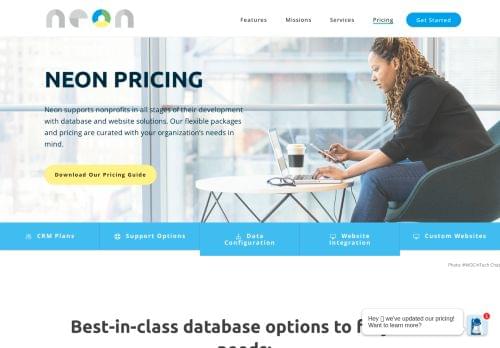 neon
Features Missions Services Pricing Get Started
NEON PRICING
Neon supports nonprofits in all stages of their development
with database and website solutions. Our flexible packages
and pricing are curated with your organization's needs in
mind.
Download Our Pricing Guide
CRM Plans Support Options Data Configuration Website Integration Custom Websites
Photo: #WOCinTech Chat
Best-in-class database options to fit your
needs:
Hey we've updated our pricing!
Want to learn more?
1